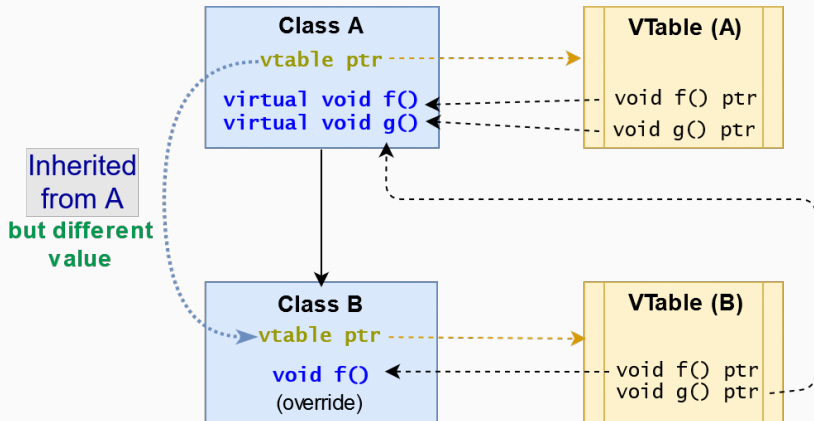 Class A
vtable ptr
virtual void f()
virtual void g()
VTable (A)
void f() ptr
void g() ptr
Inherited
from A
but different
value
Class B
vtable ptr
void f()
(override)
VTable (B)
void f() ptr
void g() ptr